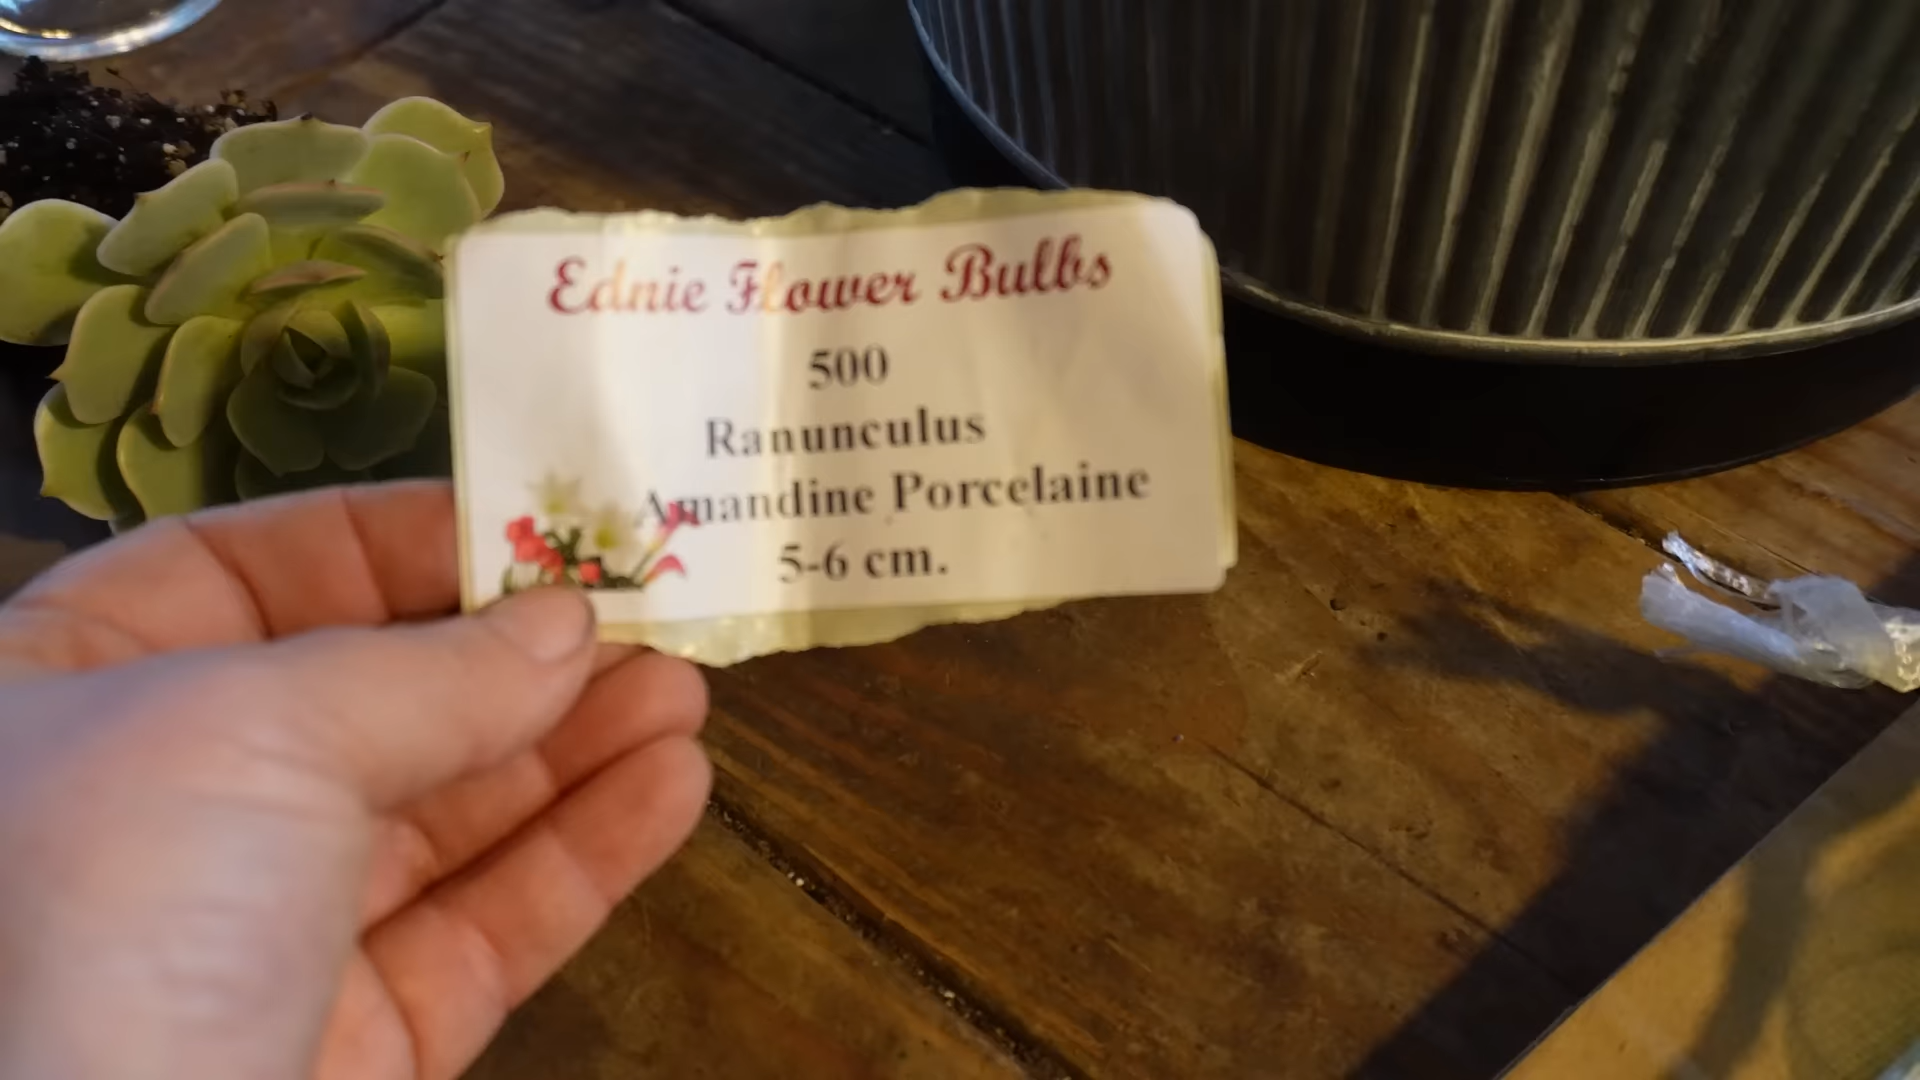 Ednie Flower Bulbs
500
Ranunculus
Amandine Porcelaine
5-6 cm.